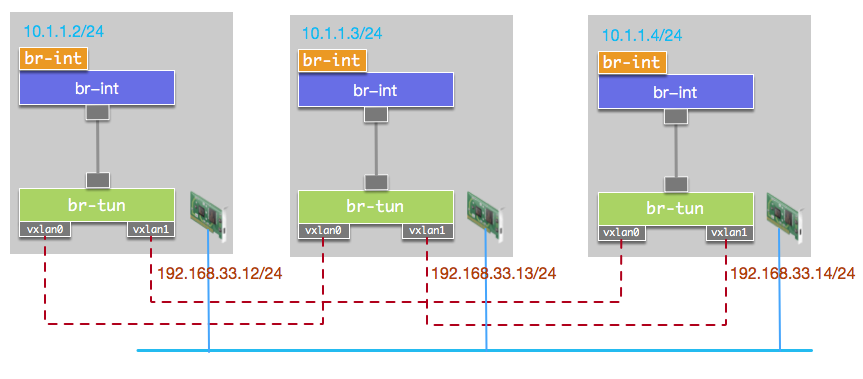 10.1.1.2/24
br-int
br-int
br-tun
vxlan0
vxlan1
192.168.33.12/24
10.1.1.3/24
br-int
br-int
br-tun
vxlan0
vxlan1
192.168.33.13/24
10.1.1.4/24
br-int
br-int
br-tun
vxlan0
vxlan1
192.168.33.14/24